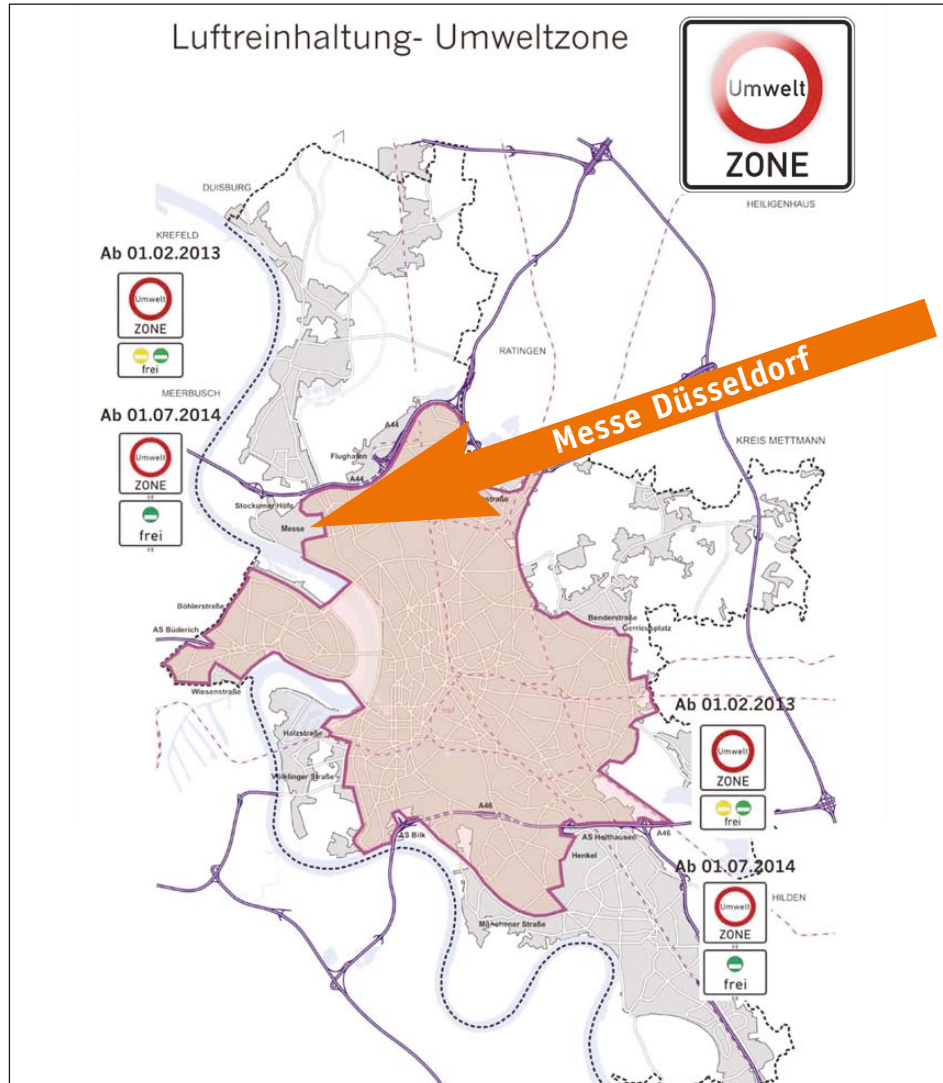 Luftreinhaltung- Umweltzone
Umwelt
ZONE
HEILIGENHAUS
DUISBURG
KREFELD
Ab 01.02.2013
Umwelt
ZONE
frei
MEERBUSCH
Ab 01.07.2014
Umwelt
ZONE
frei
RATINGEN
Messe Düsseldorf
KREIS METTMANN
A44
Flughafen
A44
Stockumer Höfe
Messe
Böhlerstraße
AS Büderich
Wiesenstraße
Benderstraße
Gerricusplatz
Hbf
Holzstraße
Völklinger Straße
Ab 01.02.2013
Umwelt
ZONE
frei
A46
AS Bilk
AS Holthausen
A46
Henkel
Ab 01.07.2014
HILDEN
Umwelt
ZONE
frei
Münchener Straße